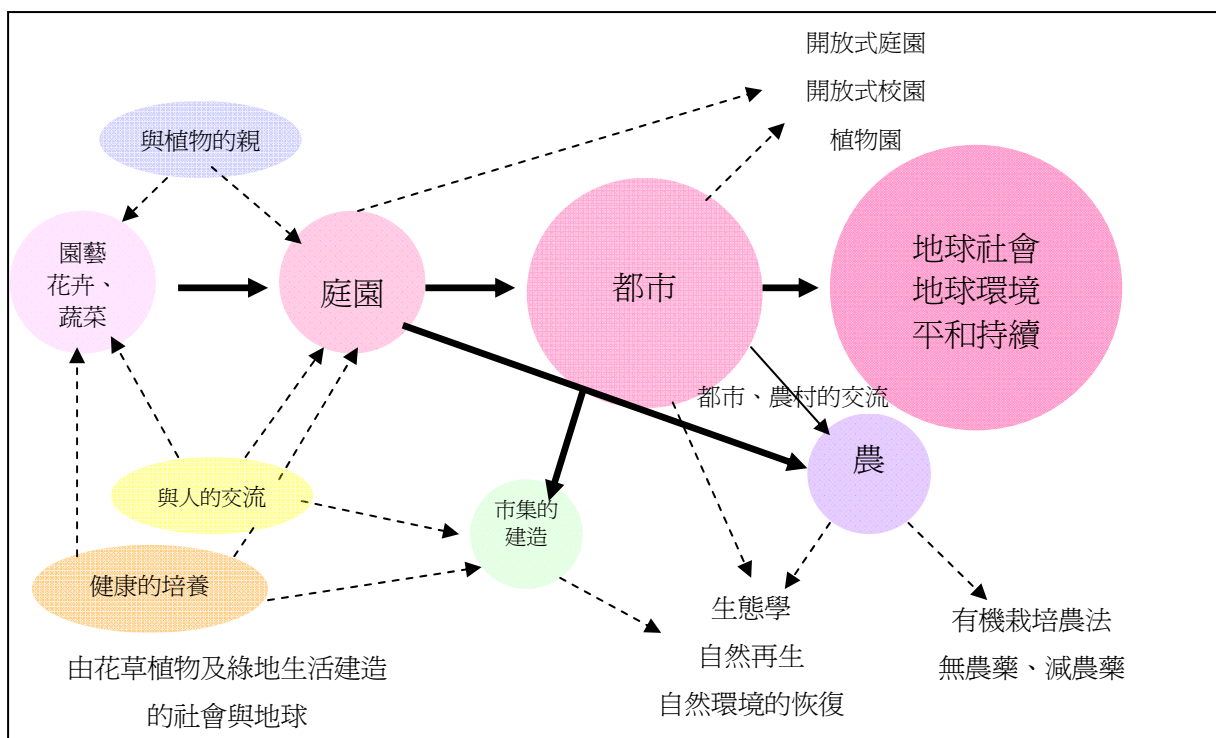 開放式庭園
開放式校園
植物園
與植物的親
園藝
花卉、
蔬菜
庭園
都市
地球社會
地球環境
平和持續
都市、農村的交流
農
與人的交流
市集的
建造
健康的培養
生態學
自然再生
自然環境的恢復
有機栽培農法
無農藥、減農藥
由花草植物及綠地生活建造
的社會與地球